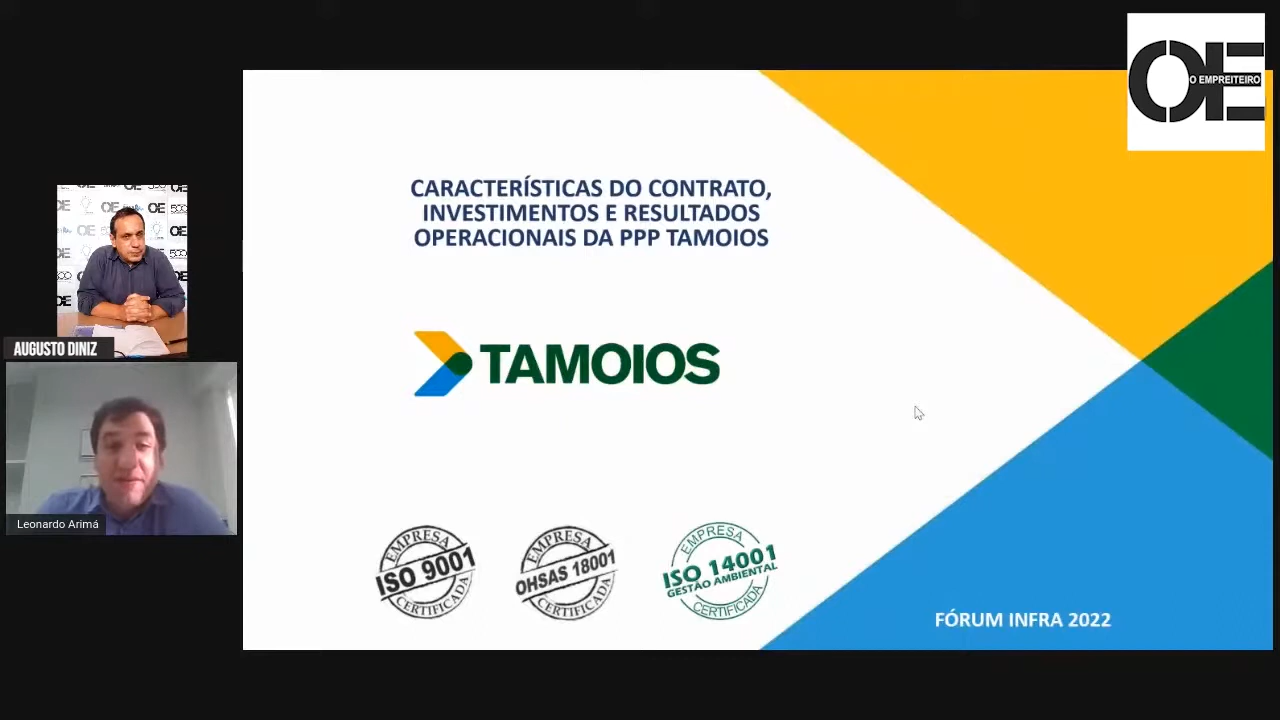 OE
O EMPREITEIRO
CARACTERÍSTICAS DO CONTRATO,
INVESTIMENTOS E RESULTADOS
OPERACIONAIS DA PPP TAMOIOS
TAMOIOS
AUGUSTO DINIZ
Leonardo Arimá
EMPRESA
ISO 9001
CERTIFICADA
EMPRESA
OHSAS 18001
CERTIFICADA
EMPRESA
ISO 14001
GESTÃO AMBIENTAL
CERTIFICADA
FÓRUM INFRA 2022